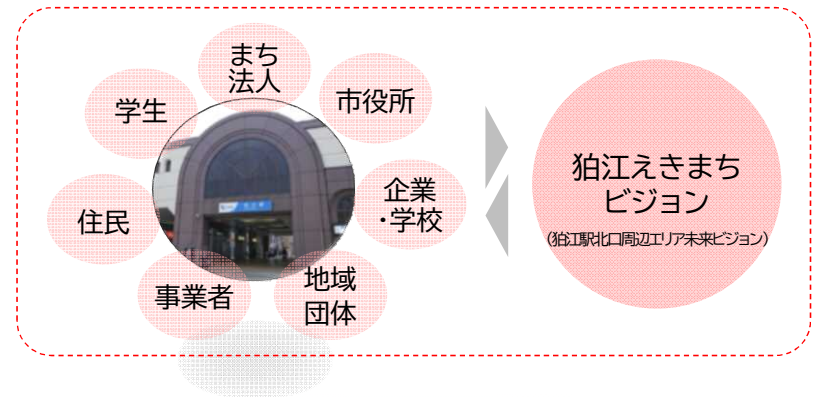 まち
法人
学生
市役所
住民
企業
・学校
事業者
地域
団体
狛江えきまち
ビジョン
(狛江駅北口周辺エリア未来ビジョン)